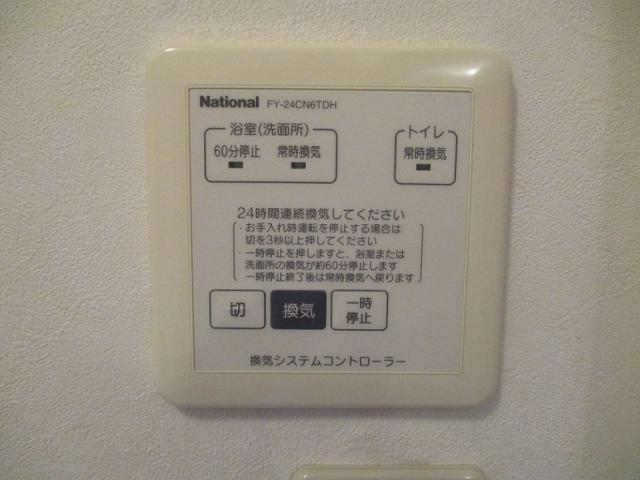 National FY-24CN6TDH
浴室(洗面所)
60分停止 常時換気
トイレ
常時換気
24時間連続換気してください
・お手入れ時運転を停止する場合は
切を3秒以上押してください
・一時停止を押しますと、浴室または
洗面所の換気が約60分停止します
一時停止終了後は常時換気へ戻ります
切 換気 一時
停止
換気システムコントローラー